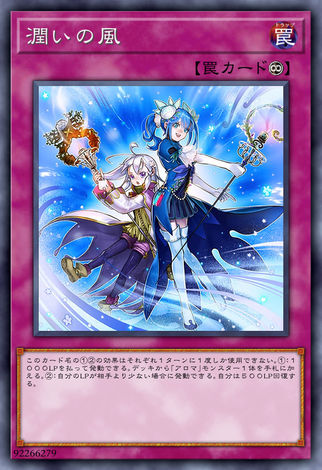 潤いの風
トラップ
罠
【罠カード】
このカード名の①②の効果はそれぞれ１ターンに１度しか使用できない。①：１
０００LPを払って発動できる。デッキから「アロマ」モンスター１体を手札に加え
る。②：自分のLPが相手より少ない場合に発動できる。自分は５００LP回復す
る。
92266279